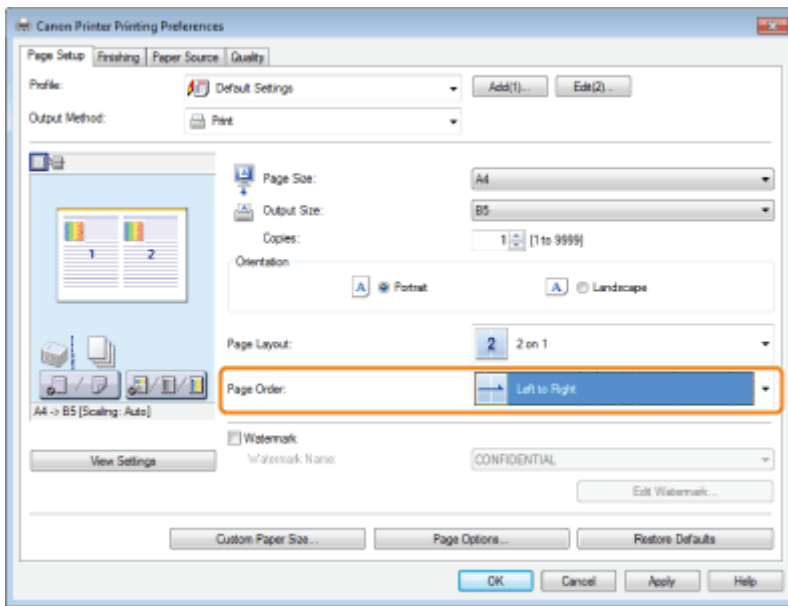 Canon Printer Printing Preferences
Page Setup Finishing Paper Source Quality
Profile: Default Settings Add(1)... Edit(2)...
Output Method: Print
Page Size: A4
Output Size: B5
Copies: 1 [1 to 9999]
Orientation
A Portrait A Landscape
1 2
Page Layout: 2 2 on 1
Page Order: Left to Right
A4 -> B5 [Scaling: Auto]
Watermark
View Settings Watermark Name: CONFIDENTIAL
Edit Watermark...
Custom Paper Size... Page Options... Restore Defaults
OK Cancel Apply Help